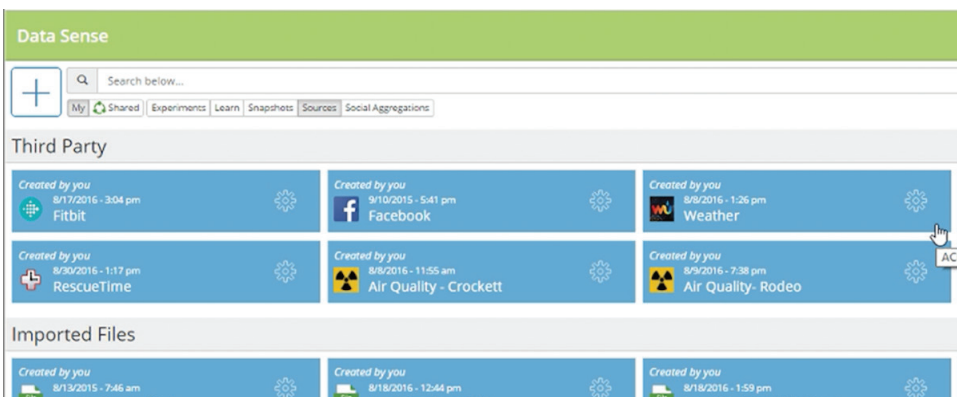 Data Sense
Search below...
My Shared Experiments Learn Snapshots Sources Social Aggregations
Third Party
Created by you
8/17/2016 - 3:04 pm
Fitbit
Created by you
9/10/2015 - 5:41 pm
Facebook
Created by you
8/8/2016 - 1:26 pm
Weather
AC
Created by you
8/30/2016 - 1:17 pm
RescueTime
Created by you
8/8/2016 - 11:55 am
Air Quality - Crockett
Created by you
8/9/2016 - 7:38 pm
Air Quality- Rodeo
Imported Files
Created by you
8/13/2015 - 7:46 am
Created by you
8/18/2016 - 12:44 pm
Created by you
8/18/2016 - 1:59 pm